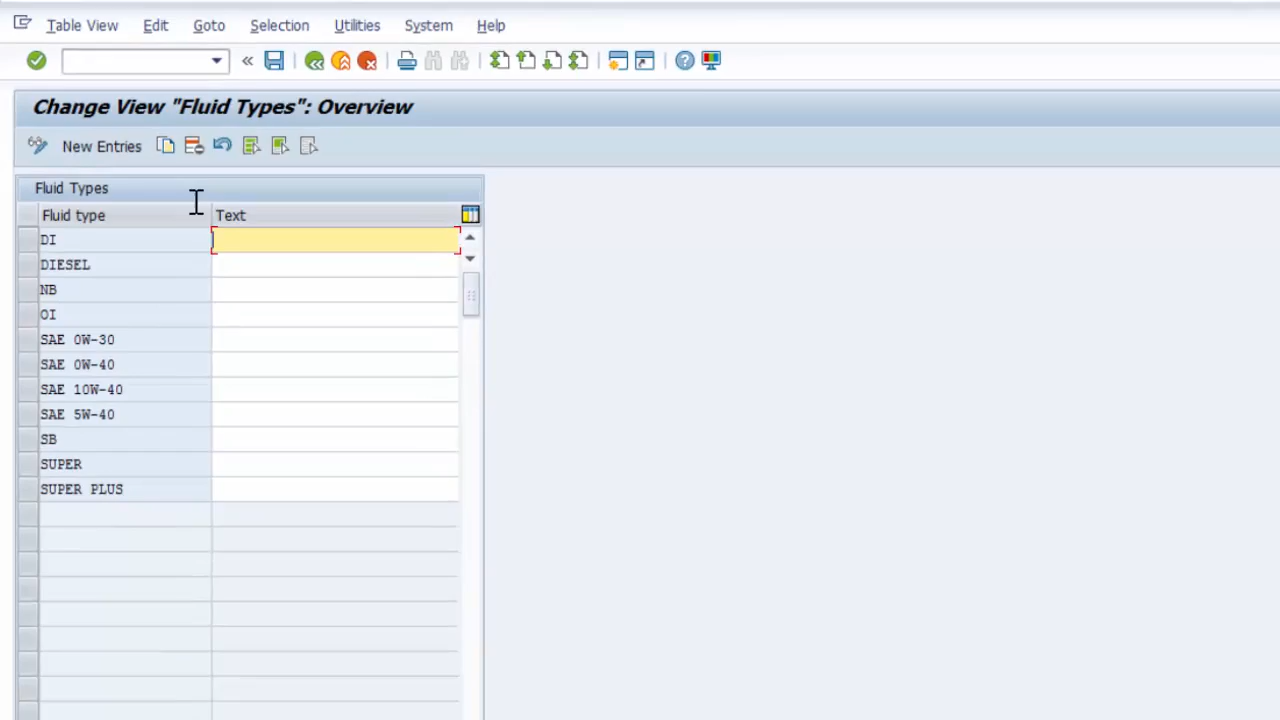 Table View Edit Goto Selection Utilities System Help
Change View "Fluid Types": Overview
New Entries
Fluid Types
Fluid type Text
DI
DIESEL
NB
OI
SAE 0W-30
SAE 0W-40
SAE 10W-40
SAE 5W-40
SB
SUPER
SUPER PLUS